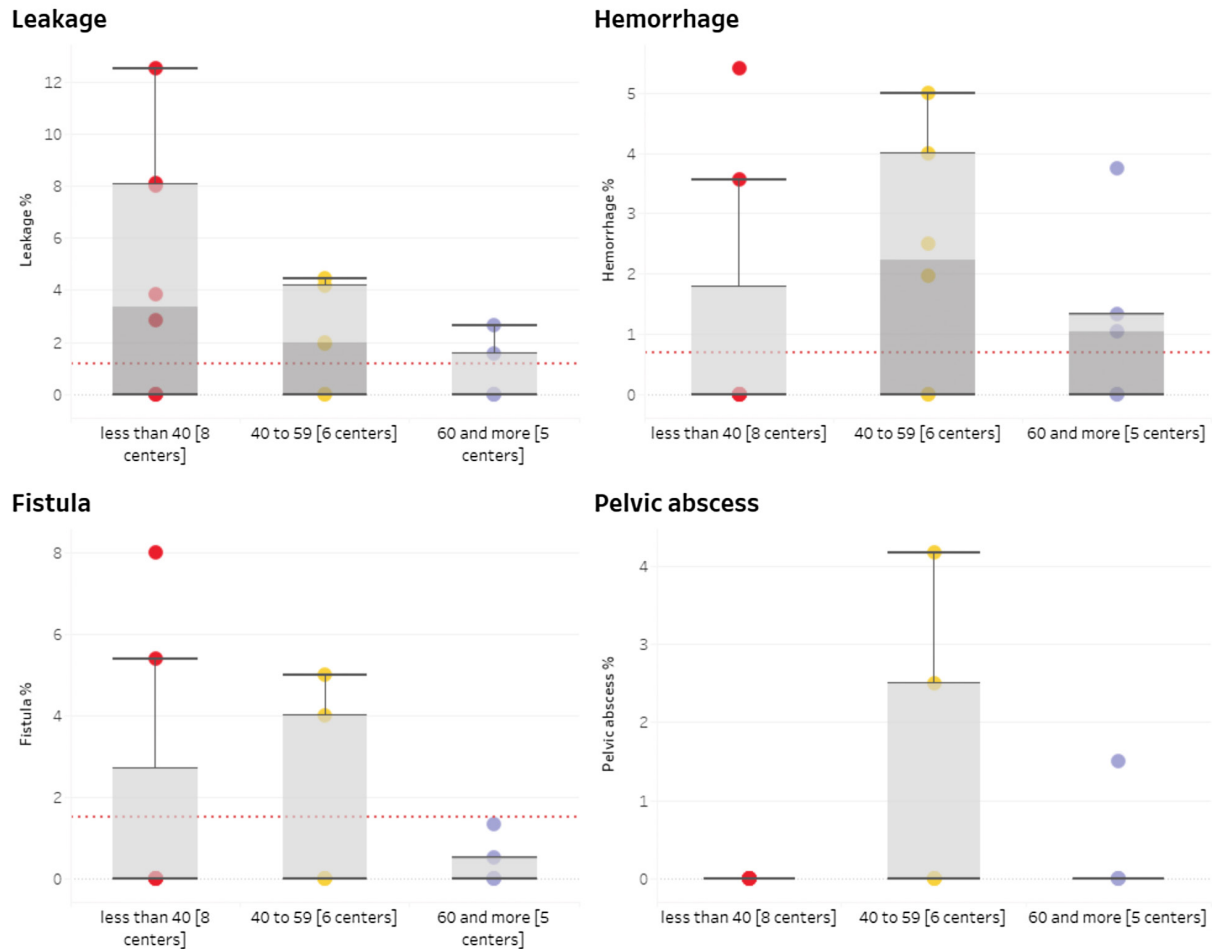 Leakage
Leakage %
12
10
8
6
4
2
0
less than 40 [8
centers]
40 to 59 [6 centers]
60 and more [5
centers]
Hemorrhage
Hemorrhage %
5
4
3
2
1
0
less than 40 [8 centers]
40 to 59 [6 centers]
60 and more [5 centers]
Fistula
Fistula %
8
6
4
2
0
less than 40 [8
centers]
40 to 59 [6 centers]
60 and more [5
centers]
Pelvic abscess
Pelvic abscess %
4
3
2
1
0
less than 40 [8 centers]
40 to 59 [6 centers]
60 and more [5 centers]